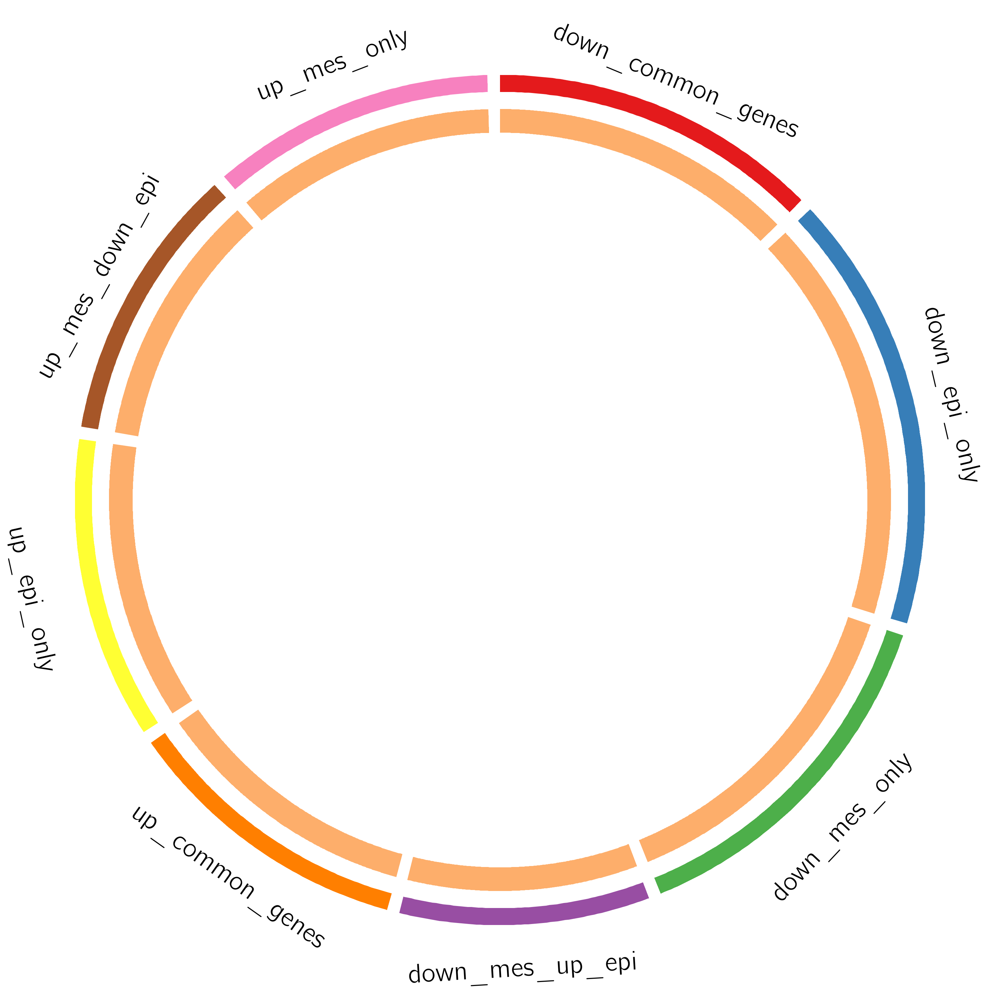 down_common_genes
down_epi_only
down_mes_only
down_mes_up_epi
up_common_genes
up_epi_only
up_mes_down_epi
up_mes_only